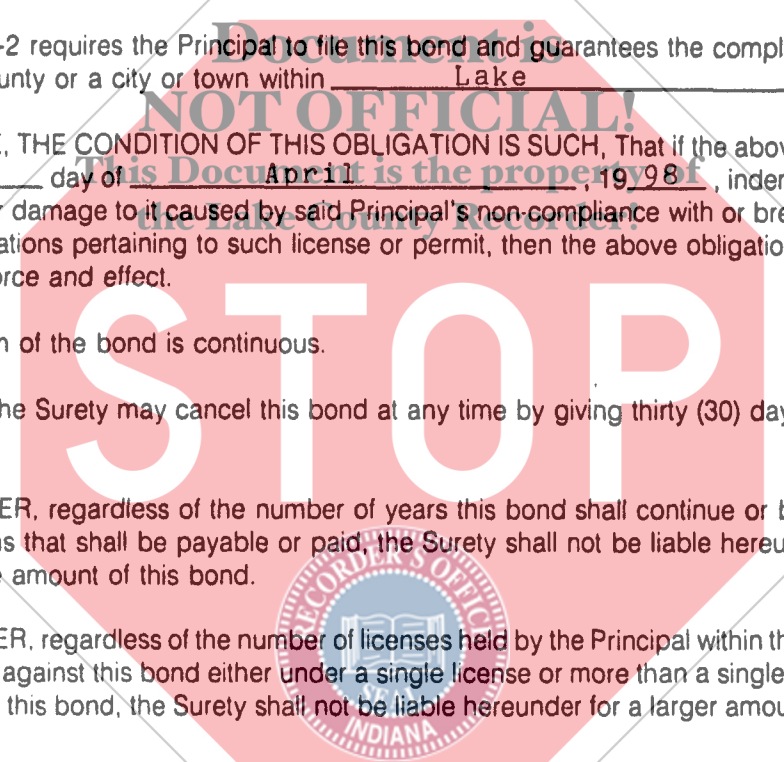 Document is
-2 requires the Principal to file this bond and guarantees the compl
unty or a city or town within Lake
NOT OFFICIAL!
, THE CONDITION OF THIS OBLIGATION IS SUCH, That if the abov
This Document is the property of
day of April, 19 98, inder
the Lake County Recorder!
r damage to it caused by said Principal's non-compliance with or bre
ations pertaining to such license or permit, then the above obligatio
rce and effect.
STOP
n of the bond is continuous.
he Surety may cancel this bond at any time by giving thirty (30) day
ER, regardless of the number of years this bond shall continue or b
s that shall be payable or paid, the Surety shall not be liable hereu
e amount of this bond.
RECORDER'S OFFICE
ER, regardless of the number of licenses held by the Principal within th
against this bond either under a single license or more than a single
SEAL
this bond, the Surety shall not be liable hereunder for a larger amou
INDIANA